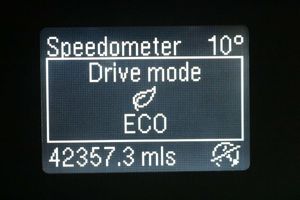 Speedometer 10°
Drive mode
ECO
42357.3 mls